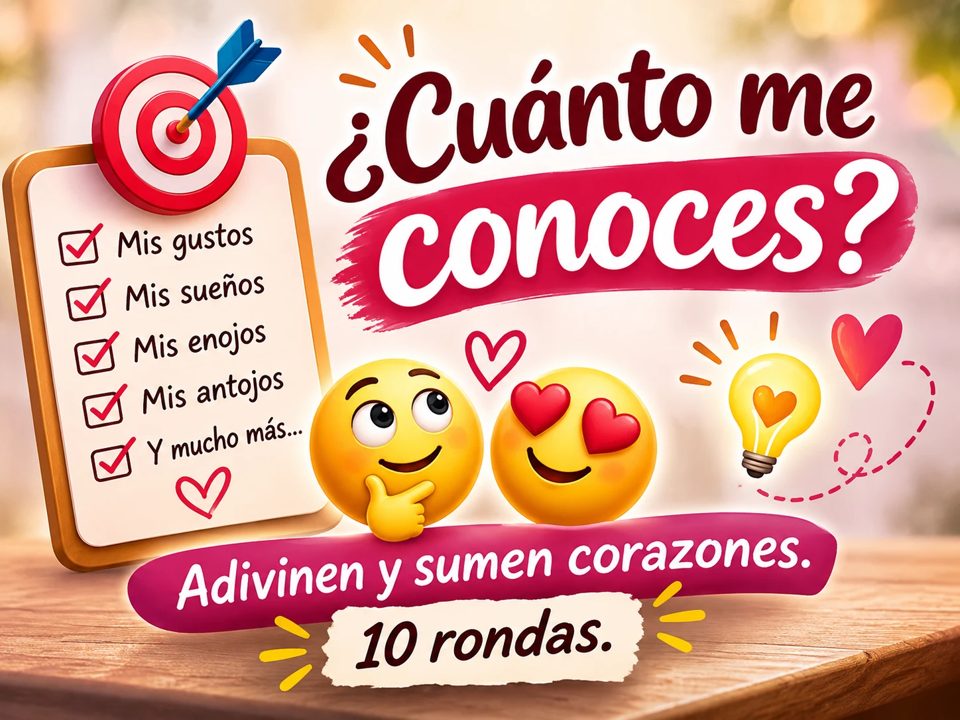 ¿Cuánto me
conoces?
Mis gustos
Mis sueños
Mis enojos
Mis antojos
Y mucho más...
Adivinen y sumen corazones.
10 rondas.